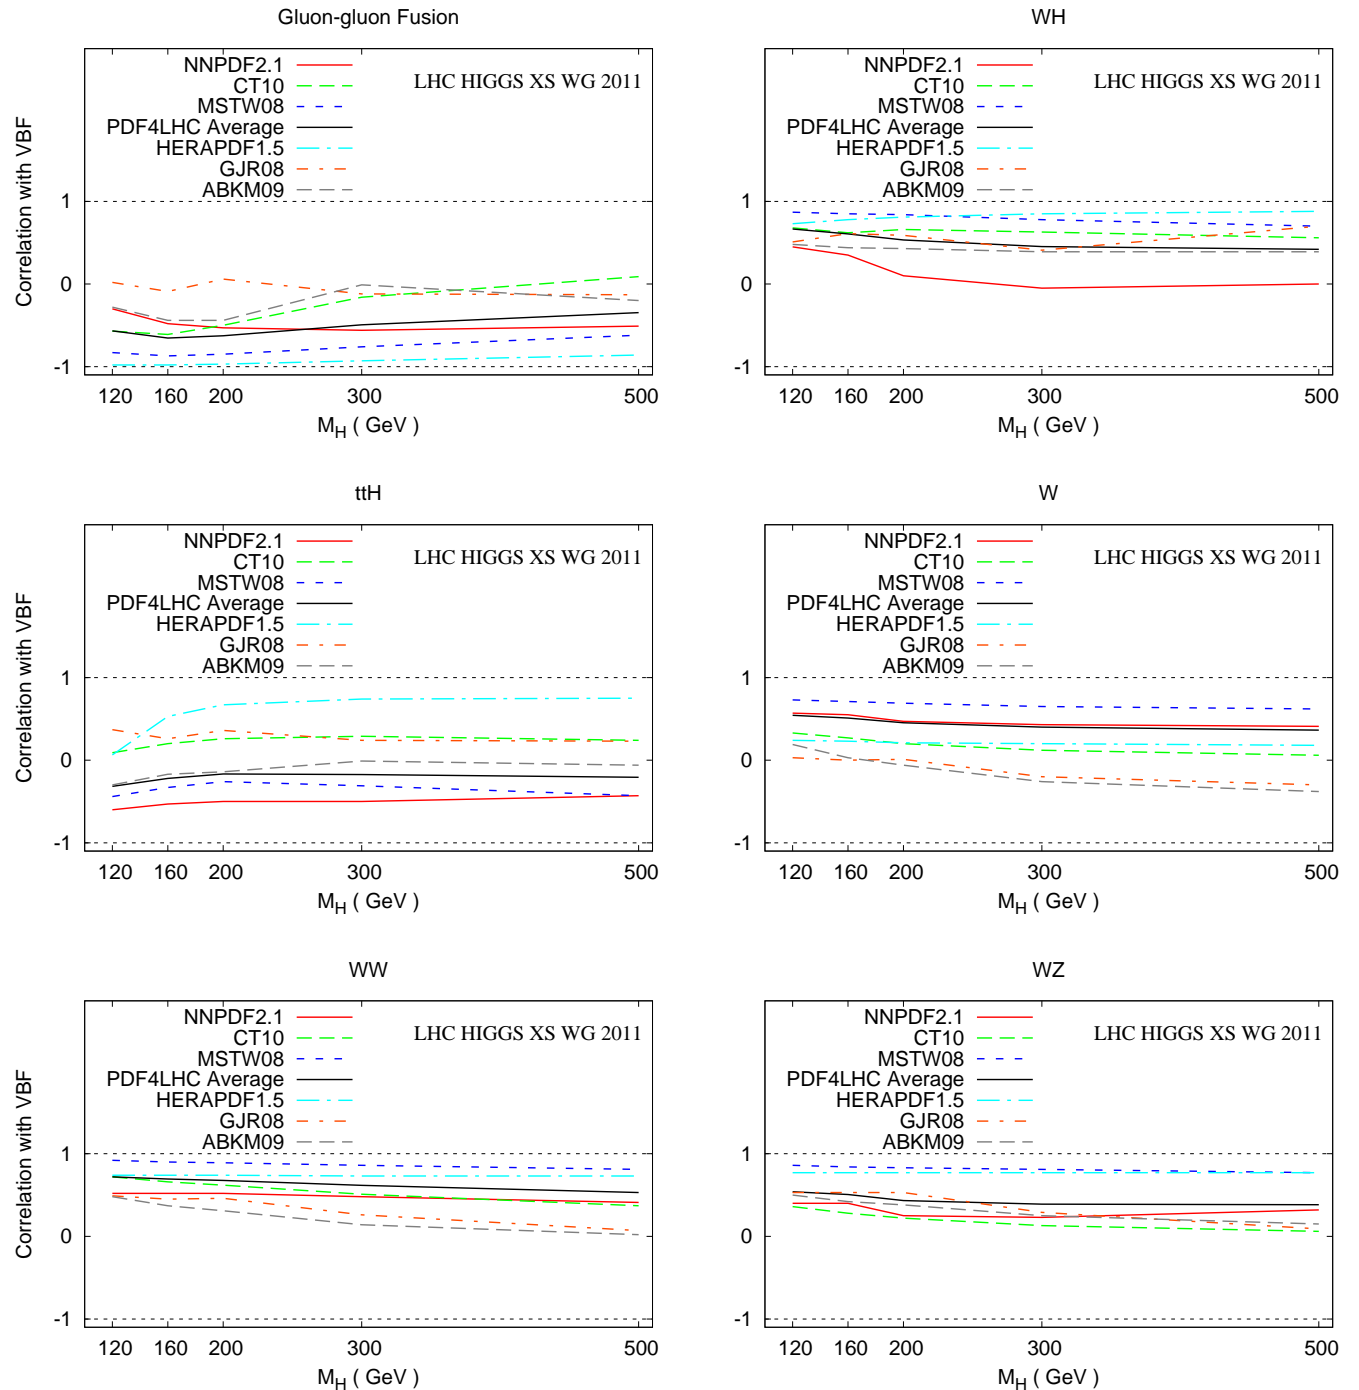 Gluon-gluon Fusion
Correlation with VBF
NNPDF2.1
CT10
MSTW08
PDF4LHC Average
HERAPDF1.5
GJR08
ABKM09
LHC HIGGS XS WG 2011
1
0
-1
120 160 200 300 500
M_H ( GeV )
WH
NNPDF2.1
CT10
MSTW08
PDF4LHC Average
HERAPDF1.5
GJR08
ABKM09
LHC HIGGS XS WG 2011
1
0
-1
120 160 200 300 500
M_H ( GeV )
ttH
Correlation with VBF
NNPDF2.1
CT10
MSTW08
PDF4LHC Average
HERAPDF1.5
GJR08
ABKM09
LHC HIGGS XS WG 2011
1
0
-1
120 160 200 300 500
M_H ( GeV )
W
NNPDF2.1
CT10
MSTW08
PDF4LHC Average
HERAPDF1.5
GJR08
ABKM09
LHC HIGGS XS WG 2011
1
0
-1
120 160 200 300 500
M_H ( GeV )
WW
Correlation with VBF
NNPDF2.1
CT10
MSTW08
PDF4LHC Average
HERAPDF1.5
GJR08
ABKM09
LHC HIGGS XS WG 2011
1
0
-1
120 160 200 300 500
M_H ( GeV )
WZ
NNPDF2.1
CT10
MSTW08
PDF4LHC Average
HERAPDF1.5
GJR08
ABKM09
LHC HIGGS XS WG 2011
1
0
-1
120 160 200 300 500
M_H ( GeV )